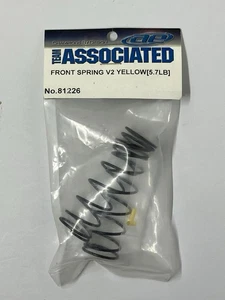 TEAM
ASSOCIATED
FRONT SPRING V2 YELLOW[5.7LB]
No.81226